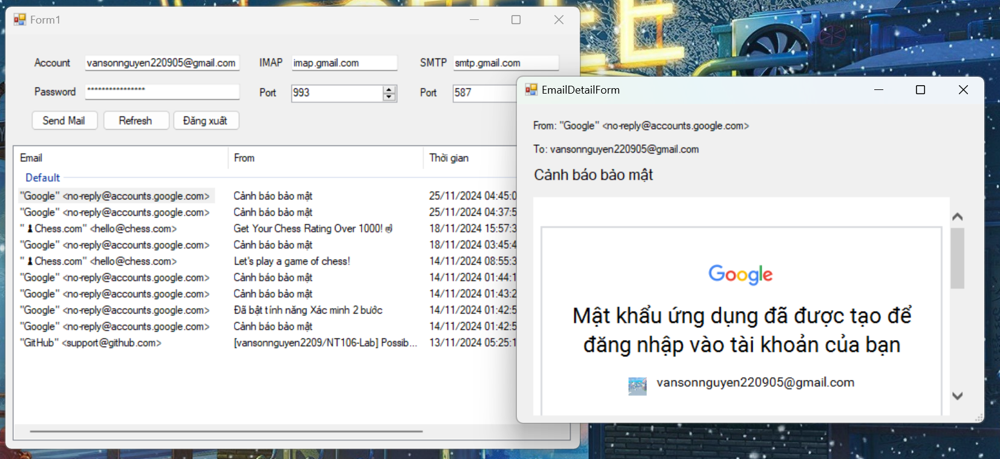 Form1
Account vansonnguyen220905@gmail.com IMAP imap.gmail.com SMTP smtp.gmail.com
Password **************** Port 993 Port 587
Send Mail Refresh Đăng xuất
Email From Thời gian
Default
"Google" <no-reply@accounts.google.com> Cảnh báo bảo mật 25/11/2024 04:45:0
"Google" <no-reply@accounts.google.com> Cảnh báo bảo mật 25/11/2024 04:37:5
"♟Chess.com" <hello@chess.com> Get Your Chess Rating Over 1000! 18/11/2024 15:57:3
"Google" <no-reply@accounts.google.com> Cảnh báo bảo mật 18/11/2024 03:45:4
"♟Chess.com" <hello@chess.com> Let's play a game of chess! 14/11/2024 08:55:3
"Google" <no-reply@accounts.google.com> Cảnh báo bảo mật 14/11/2024 01:44:1
"Google" <no-reply@accounts.google.com> Cảnh báo bảo mật 14/11/2024 01:43:2
"Google" <no-reply@accounts.google.com> Đã bật tính năng Xác minh 2 bước 14/11/2024 01:42:5
"Google" <no-reply@accounts.google.com> Cảnh báo bảo mật 14/11/2024 01:42:5
"GitHub" <support@github.com> [vansonnguyen2209/NT106-Lab] Possib... 13/11/2024 05:25:1
EmailDetailForm
From: "Google" <no-reply@accounts.google.com>
To: vansonnguyen220905@gmail.com
Cảnh báo bảo mật
Google
Mật khẩu ứng dụng đã được tạo để
đăng nhập vào tài khoản của bạn
vansonnguyen220905@gmail.com